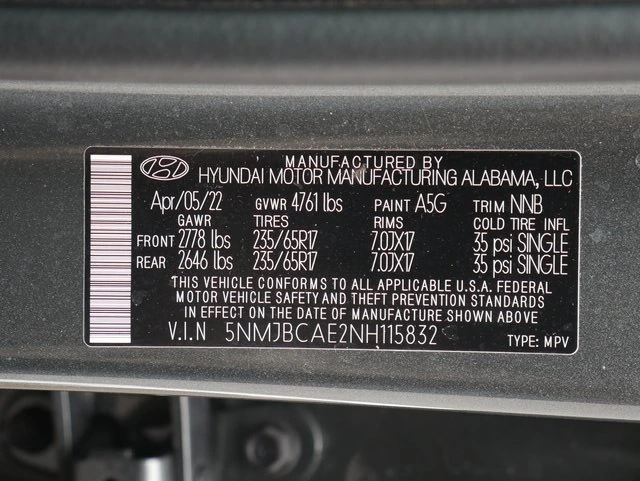 MANUFACTURED BY
HYUNDAI MOTOR MANUFACTURING ALABAMA, LLC
Apr/05/22 GVWR 4761 lbs PAINT A5G TRIM NNB
GAWR TIRES RIMS COLD TIRE INFL
FRONT 2778 lbs 235/65R17 7.0JX17 35 psi SINGLE
REAR 2646 lbs 235/65R17 7.0JX17 35 psi SINGLE
THIS VEHICLE CONFORMS TO ALL APPLICABLE U.S.A. FEDERAL
MOTOR VEHICLE SAFETY AND THEFT PREVENTION STANDARDS
IN EFFECT ON THE DATE OF MANUFACTURE SHOWN ABOVE.
V.I.N 5NMJBCAE2NH115832 TYPE: MPV